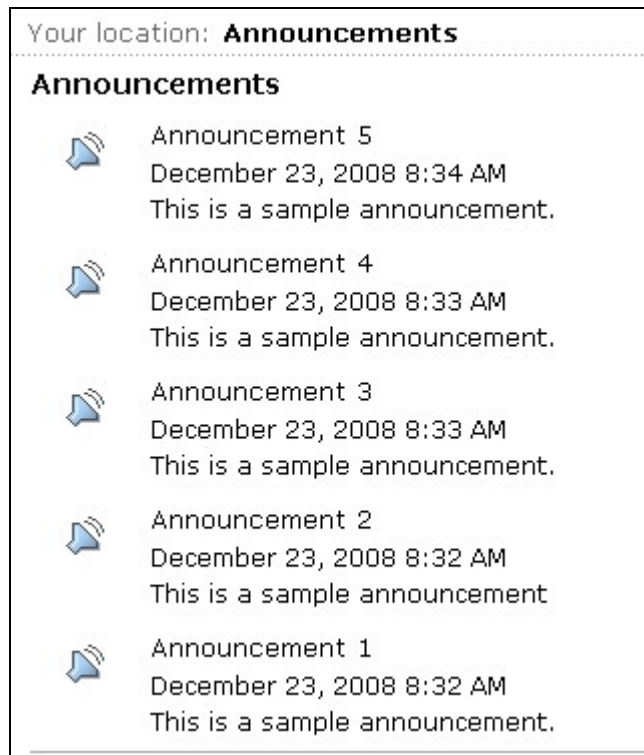 Your location: Announcements
Announcements
Announcement 5
December 23, 2008 8:34 AM
This is a sample announcement.
Announcement 4
December 23, 2008 8:33 AM
This is a sample announcement.
Announcement 3
December 23, 2008 8:33 AM
This is a sample announcement.
Announcement 2
December 23, 2008 8:32 AM
This is a sample announcement
Announcement 1
December 23, 2008 8:32 AM
This is a sample announcement.